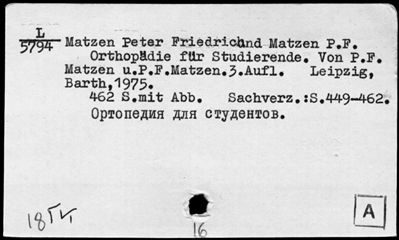 L
5794
Matzen Peter Friedrichund Matzen P.F.
Orthopädie für Studierende. Von P.F.
Matzen u.P.F.Matzen.3.Aufl. Leipzig,
Barth,1975.
462 S.mit Abb. Sachverz.:S.449-462.
Ортопедия для студентов.
18
16
A